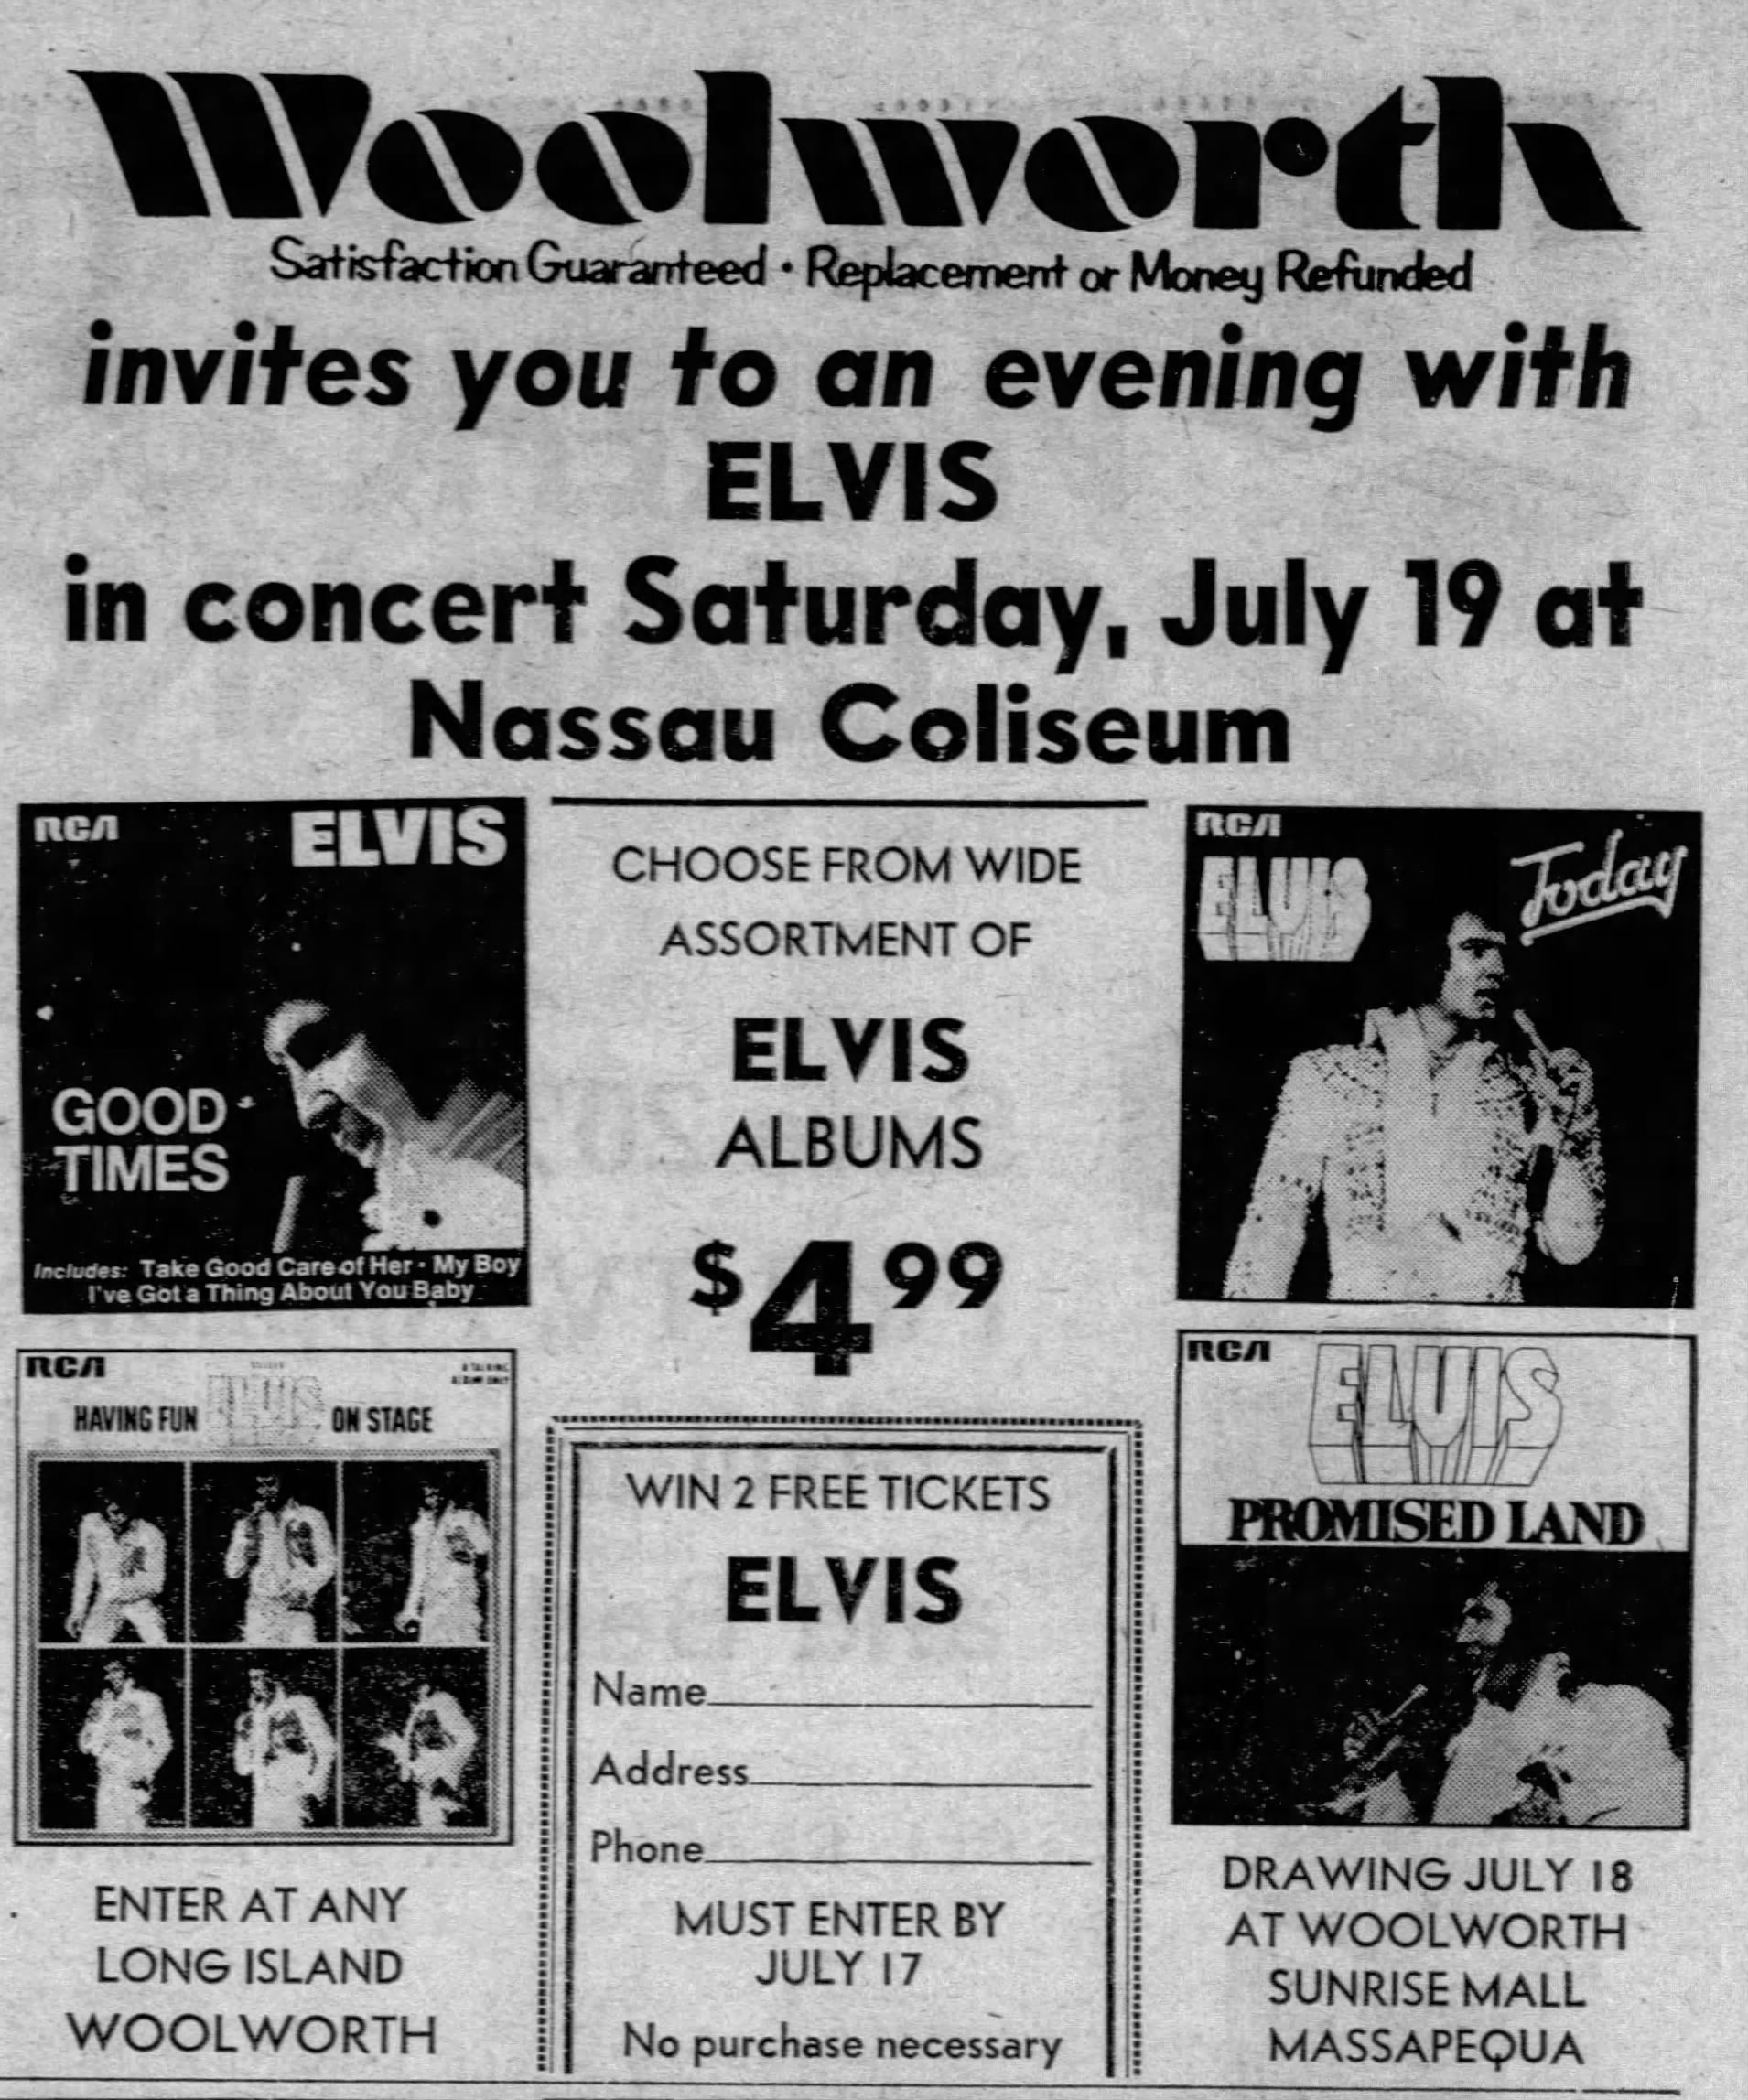 Woolworth
Satisfaction Guaranteed • Replacement or Money Refunded
invites you to an evening with
ELVIS
in concert Saturday, July 19 at
Nassau Coliseum
RCA
ELVIS
GOOD
TIMES
Includes: Take Good Care of Her • My Boy
I've Got a Thing About You Baby
CHOOSE FROM WIDE
ASSORTMENT OF
ELVIS
ALBUMS
$4.99
RCA
ELVIS
Today
RCA
HAVING FUN ELVIS ON STAGE
WIN 2 FREE TICKETS
ELVIS
Name
Address
Phone
MUST ENTER BY
JULY 17
No purchase necessary
RCA
ELVIS
PROMISED LAND
ENTER AT ANY
LONG ISLAND
WOOLWORTH
DRAWING JULY 18
AT WOOLWORTH
SUNRISE MALL
MASSAPEQUA